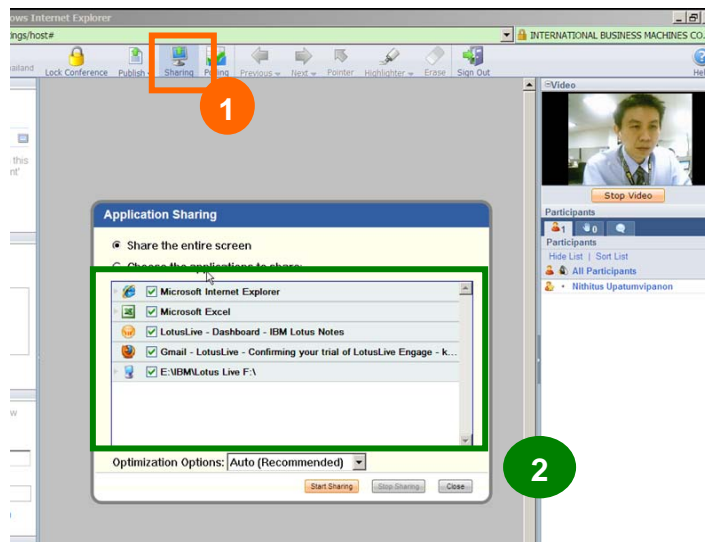 ows Internet Explorer
ngs/host#
INTERNATIONAL BUSINESS MACHINES CO.
ailand
Lock Conference Publish Sharing Polling Previous Next Pointer Highlighter Erase Sign Out
Hel
1
Video
Stop Video
this
nt'
Participants
1 0
Participants
Hide List | Sort List
All Participants
Nithitus Upatumvipanon
Application Sharing
Share the entire screen
Choose the applications to share:
Microsoft Internet Explorer
Microsoft Excel
LotusLive - Dashboard - IBM Lotus Notes
Gmail - LotusLive - Confirming your trial of LotusLive Engage - k...
E:\IBM\Lotus Live F:\
w
Optimization Options: Auto (Recommended)
2
Start Sharing Stop Sharing Close